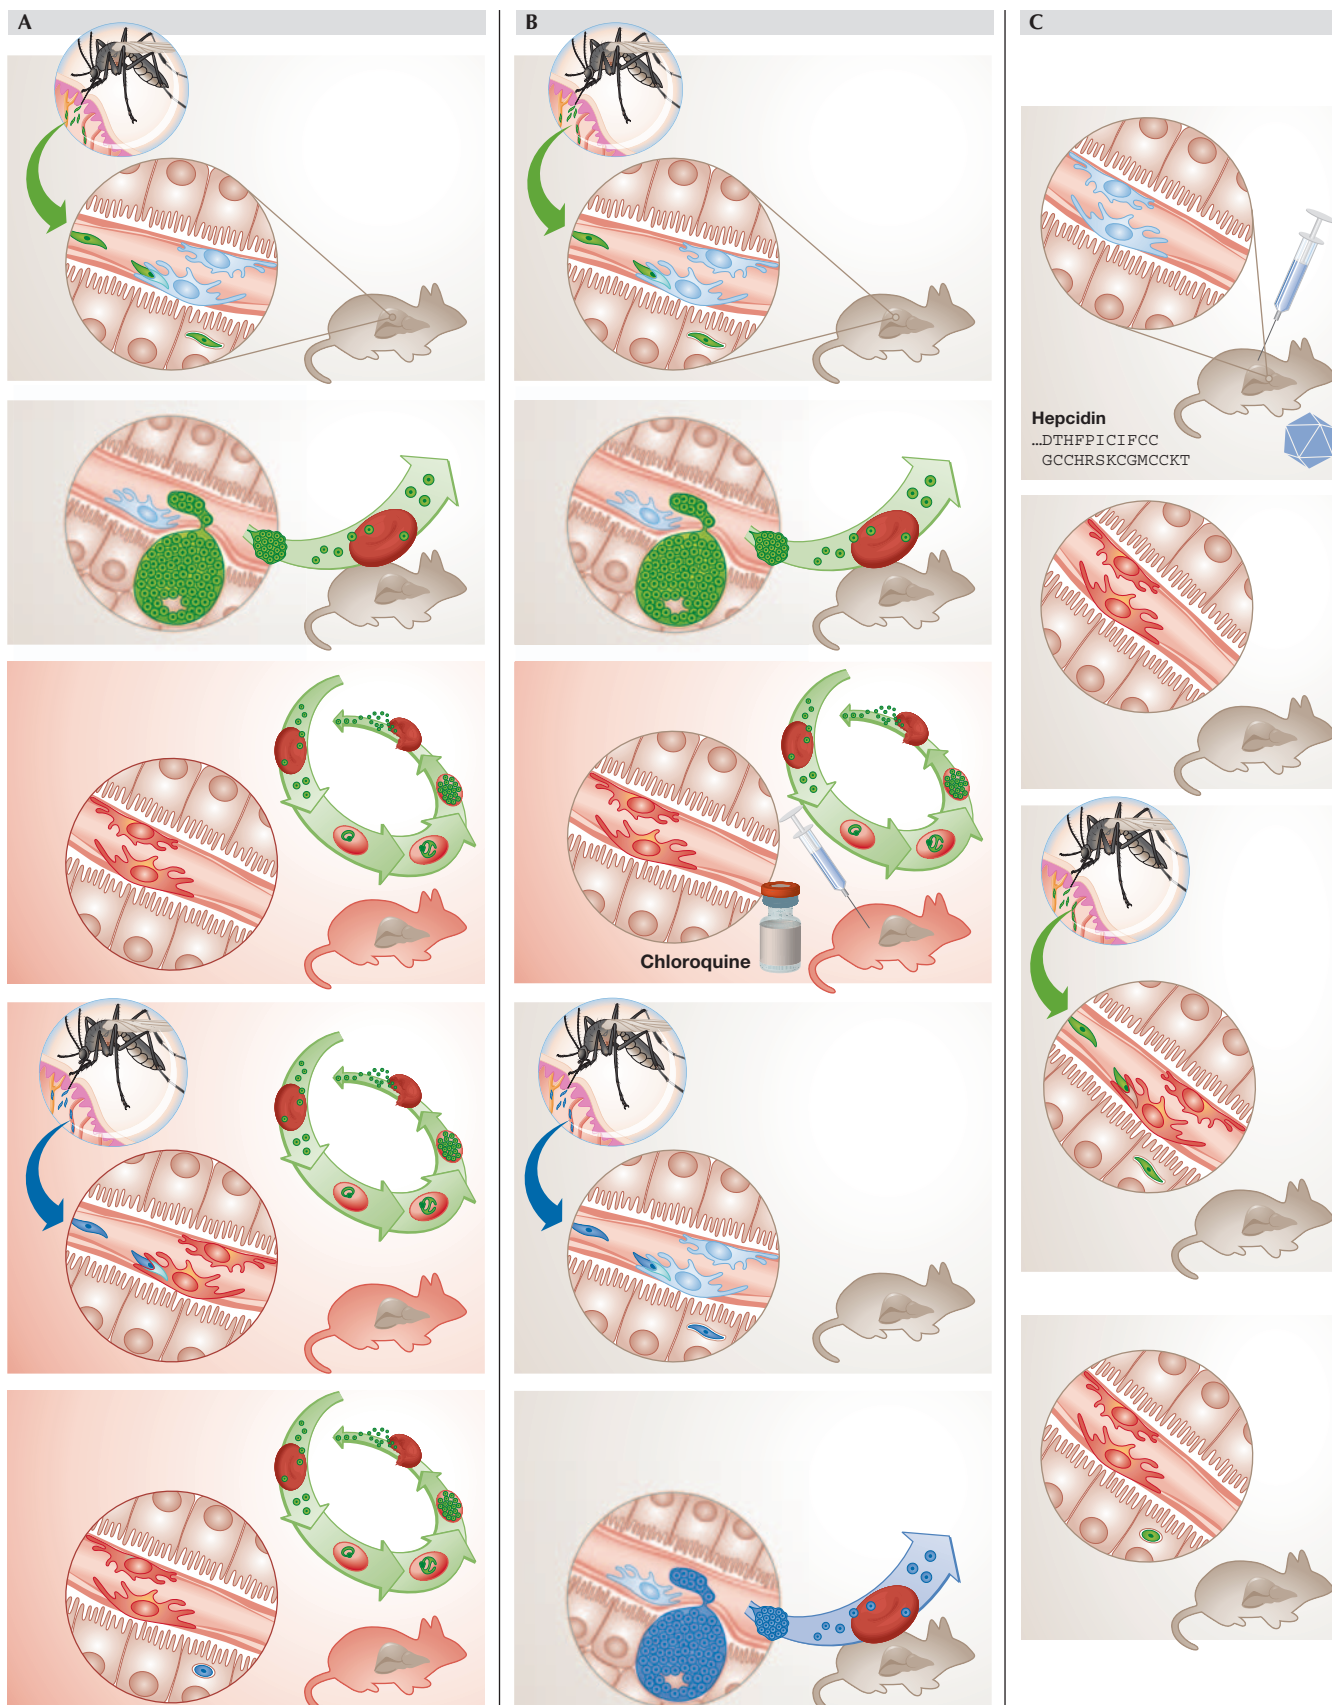 A
B
C
Hepcidin
...DTHFPICIFCC
GCCHRSKCGMCCKT
Chloroquine